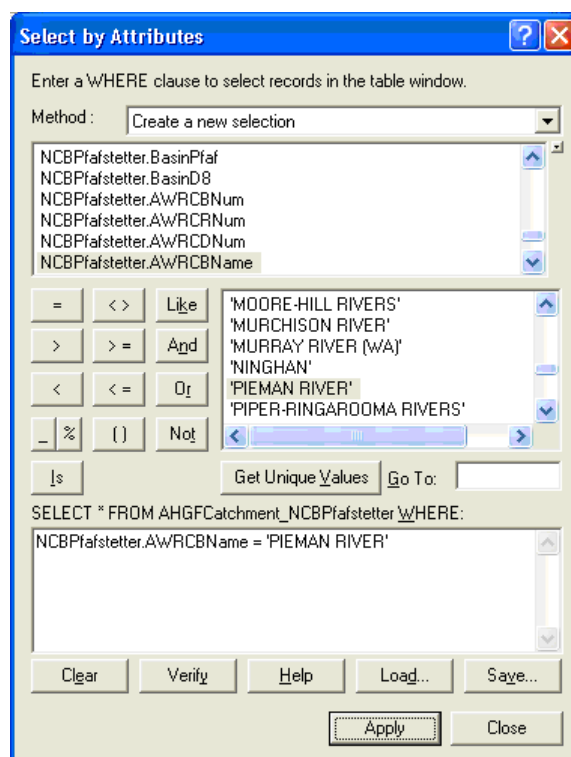 Select by Attributes
?
X
Enter a WHERE clause to select records in the table window.
Method : Create a new selection
NCBPfafstetter.BasinPfaf
NCBPfafstetter.BasinD8
NCBPfafstetter.AWRCBNum
NCBPfafstetter.AWRCRNum
NCBPfafstetter.AWRCDNum
NCBPfafstetter.AWRCBName
= < > Like
> > = And
< < = Or
_ % ( ) Not
Is
'MOORE-HILL RIVERS'
'MURCHISON RIVER'
'MURRAY RIVER (WA)'
'NINGHAN'
'PIEMAN RIVER'
'PIPER-RINGAROOMA RIVERS'
Get Unique Values Go To:
SELECT * FROM AHGFCatchment_NCBPfafstetter WHERE:
NCBPfafstetter.AWRCBName = 'PIEMAN RIVER'
Clear Verify Help Load... Save...
Apply Close